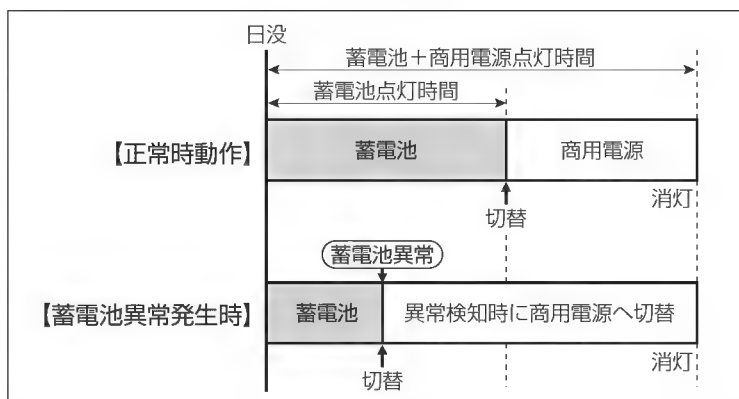 日没
蓄電池＋商用電源点灯時間
蓄電池点灯時間
【正常時動作】
蓄電池
商用電源
消灯
切替
蓄電池異常
【蓄電池異常発生時】
蓄電池
異常検知時に商用電源へ切替
消灯
切替